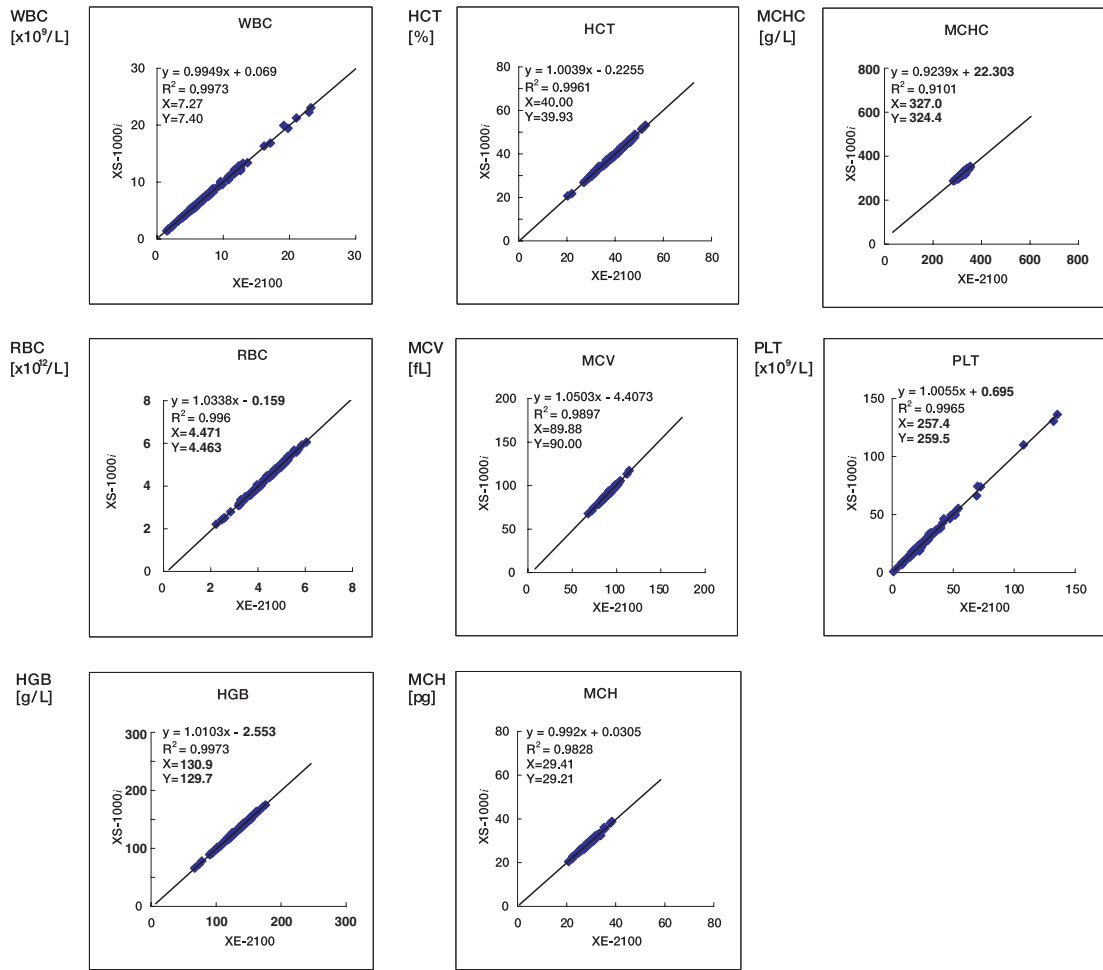 WBC
[x10⁹/L]
WBC
y = 0.9949x + 0.069
R² = 0.9973
X=7.27
Y=7.40
30
20
10
0
0 10 20 30
XS-1000i
XE-2100
HCT
[%]
HCT
y = 1.0039x - 0.2255
R² = 0.9961
X=40.00
Y=39.93
80
60
40
20
0
0 20 40 60 80
XS-1000i
XE-2100
MCHC
[g/L]
MCHC
y = 0.9239x + 22.303
R² = 0.9101
X= 327.0
Y= 324.4
800
600
400
200
0
0 200 400 600 800
XS-1000i
XE-2100
RBC
[x10¹²/L]
RBC
y = 1.0338x - 0.159
R² = 0.996
X=4.471
Y=4.463
8
6
4
2
0
0 2 4 6 8
XS-1000i
XE-2100
MCV
[fL]
MCV
y = 1.0503x - 4.4073
R² = 0.9897
X=89.88
Y=90.00
200
150
100
50
0
0 50 100 150 200
XS-1000i
XE-2100
PLT
[x10⁹/L]
PLT
y = 1.0055x + 0.695
R² = 0.9965
X= 257.4
Y= 259.5
150
100
50
0
0 50 100 150
XS-1000i
XE-2100
HGB
[g/L]
HGB
y = 1.0103x - 2.553
R² = 0.9973
X=130.9
Y=129.7
300
200
100
0
0 100 200 300
XS-1000i
XE-2100
MCH
[pg]
MCH
y = 0.992x + 0.0305
R² = 0.9828
X=29.41
Y=29.21
80
60
40
20
0
0 20 40 60 80
XS-1000i
XE-2100